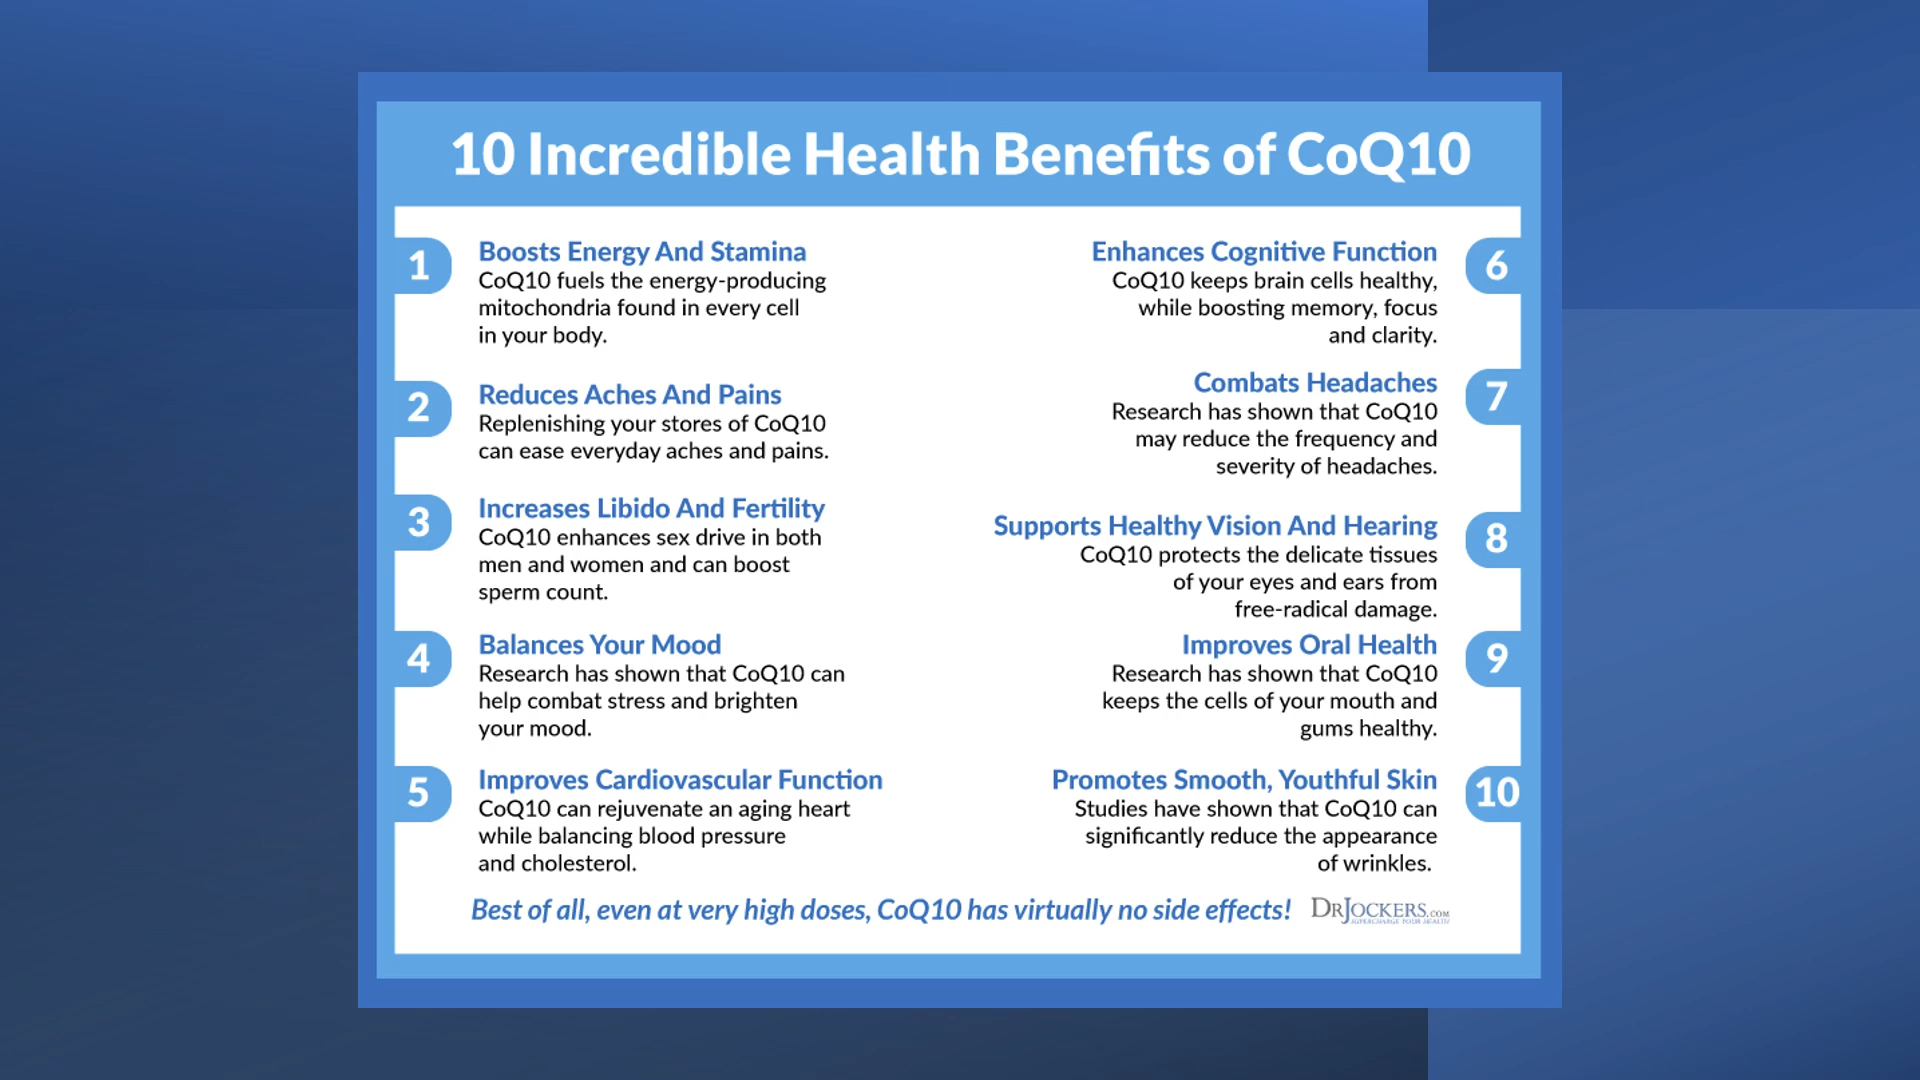 10 Incredible Health Benefits of CoQ10
1
Boosts Energy And Stamina
CoQ10 fuels the energy-producing
mitochondria found in every cell
in your body.
2
Reduces Aches And Pains
Replenishing your stores of CoQ10
can ease everyday aches and pains.
3
Increases Libido And Fertility
CoQ10 enhances sex drive in both
men and women and can boost
sperm count.
4
Balances Your Mood
Research has shown that CoQ10 can
help combat stress and brighten
your mood.
5
Improves Cardiovascular Function
CoQ10 can rejuvenate an aging heart
while balancing blood pressure
and cholesterol.
6
Enhances Cognitive Function
CoQ10 keeps brain cells healthy,
while boosting memory, focus
and clarity.
7
Combats Headaches
Research has shown that CoQ10
may reduce the frequency and
severity of headaches.
8
Supports Healthy Vision And Hearing
CoQ10 protects the delicate tissues
of your eyes and ears from
free-radical damage.
9
Improves Oral Health
Research has shown that CoQ10
keeps the cells of your mouth and
gums healthy.
10
Promotes Smooth, Youthful Skin
Studies have shown that CoQ10 can
significantly reduce the appearance
of wrinkles.
Best of all, even at very high doses, CoQ10 has virtually no side effects!
DRJOCKERS.COM
SUPERCHARGE YOUR HEALTH